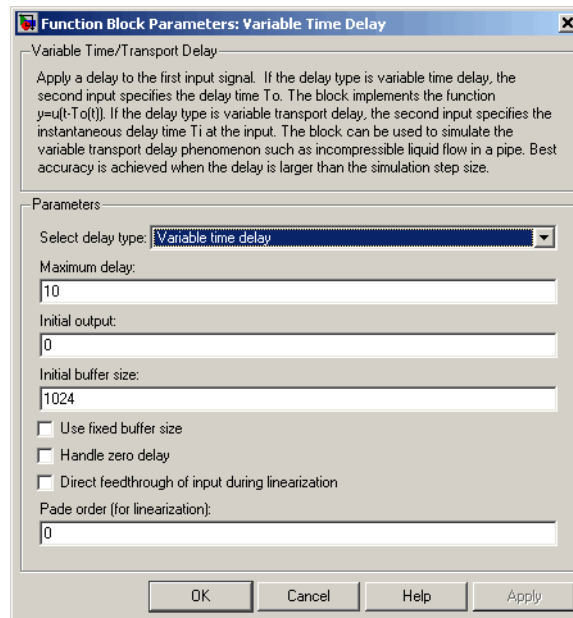 Function Block Parameters: Variable Time Delay
Variable Time/Transport Delay
Apply a delay to the first input signal. If the delay type is variable time delay, the
second input specifies the delay time To. The block implements the function
y=u(t-To(t)). If the delay type is variable transport delay, the second input specifies the
instantaneous delay time Ti at the input. The block can be used to simulate the
variable transport delay phenomenon such as incompressible liquid flow in a pipe. Best
accuracy is achieved when the delay is larger than the simulation step size.
Parameters
Select delay type: Variable time delay
Maximum delay:
10
Initial output:
0
Initial buffer size:
1024
Use fixed buffer size
Handle zero delay
Direct feedthrough of input during linearization
Pade order (for linearization):
0
OK Cancel Help Apply